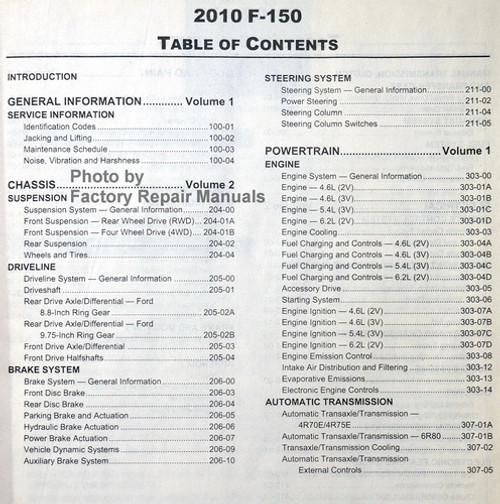 2010 F-150
TABLE OF CONTENTS
INTRODUCTION
GENERAL INFORMATION............. Volume 1
SERVICE INFORMATION
Identification Codes......................................100-01
Jacking and Lifting.......................................100-02
Maintenance Schedule..................................100-03
Noise, Vibration and Harshness....................100-04
Photo by
Factory Repair Manuals
CHASSIS........................................ Volume 2
SUSPENSION
Suspension System — General Information..204-00
Front Suspension — Rear Wheel Drive (RWD)...204-01A
Front Suspension — Four Wheel Drive (4WD)....204-01B
Rear Suspension..........................................204-02
Wheels and Tires.........................................204-04
DRIVELINE
Driveline System — General Information.......205-00
Driveshaft....................................................205-01
Rear Drive Axle/Differential — Ford
8.8-Inch Ring Gear...................................205-02A
Rear Drive Axle/Differential — Ford
9.75-Inch Ring Gear.................................205-02B
Front Drive Axle/Differential..........................205-03
Front Drive Halfshafts...................................205-04
BRAKE SYSTEM
Brake System — General Information............206-00
Front Disc Brake..........................................206-03
Rear Disc Brake..........................................206-04
Parking Brake and Actuation.........................206-05
Hydraulic Brake Actuation............................206-06
Power Brake Actuation.................................206-07
Vehicle Dynamic Systems............................206-09
Auxiliary Brake System................................206-10
STEERING SYSTEM
Steering System — General Information........211-00
Power Steering............................................211-02
Steering Column..........................................211-04
Steering Column Switches............................211-05
POWERTRAIN................................ Volume 1
ENGINE
Engine System — General Information..........303-00
Engine — 4.6L (2V).....................................303-01A
Engine — 4.6L (3V).....................................303-01B
Engine — 5.4L (3V).....................................303-01C
Engine — 6.2L (2V).....................................303-01D
Engine Cooling............................................303-03
Fuel Charging and Controls — 4.6L (2V)......303-04A
Fuel Charging and Controls — 4.6L (3V)......303-04B
Fuel Charging and Controls — 5.4L (3V)......303-04C
Fuel Charging and Controls — 6.2L (2V)......303-04D
Accessory Drive..........................................303-05
Starting System..........................................303-06
Engine Ignition — 4.6L (2V).........................303-07A
Engine Ignition — 4.6L (3V).........................303-07B
Engine Ignition — 5.4L (3V).........................303-07C
Engine Ignition — 6.2L (2V).........................303-07D
Engine Emission Control..............................303-08
Intake Air Distribution and Filtering...............303-12
Evaporative Emissions.................................303-13
Electronic Engine Controls...........................303-14
AUTOMATIC TRANSMISSION
Automatic Transaxle/Transmission —
4R70E/4R75E.........................................307-01A
Automatic Transaxle/Transmission — 6R80....307-01B
Transaxle/Transmission Cooling...................307-02
Automatic Transaxle/Transmission
External Controls.....................................307-05